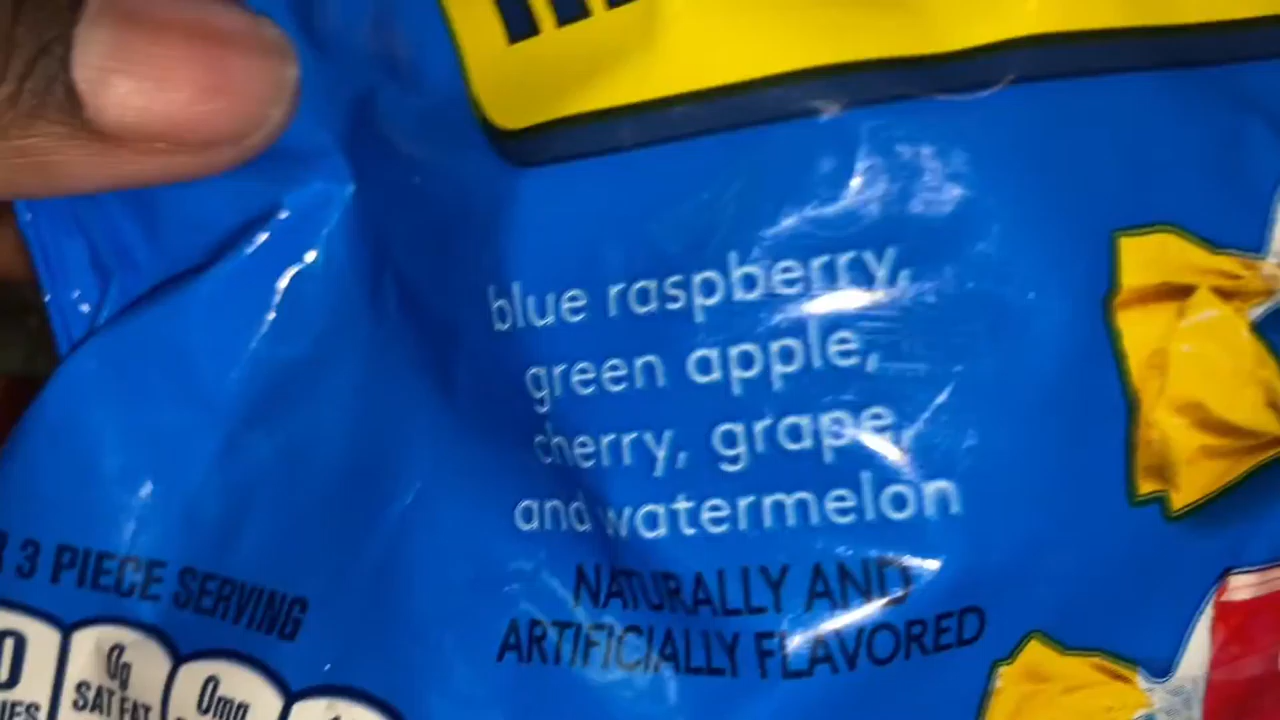 blue raspberry,
green apple,
cherry, grape,
and watermelon
NATURALLY AND
ARTIFICIALLY FLAVORED
3 PIECE SERVING
0g
SAT FAT
0mg